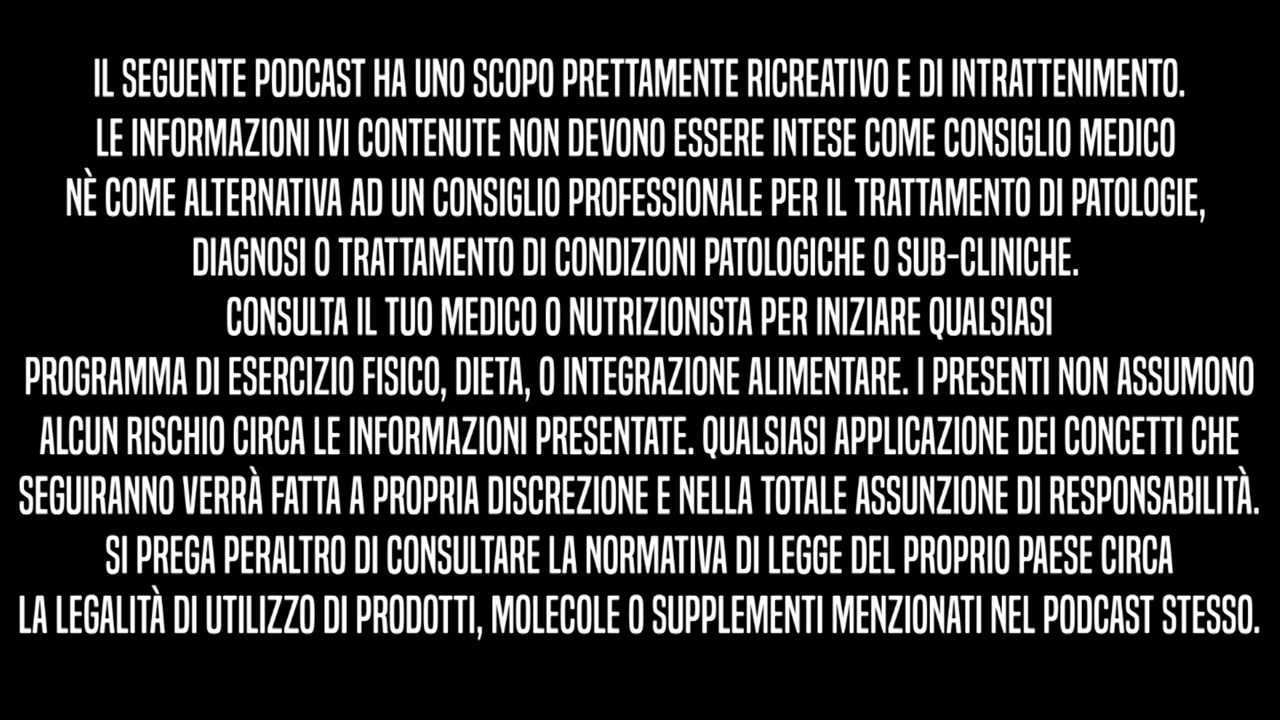 IL SEGUENTE PODCAST HA UNO SCOPO PRETTAMENTE RICREATIVO E DI INTRATTENIMENTO.
LE INFORMAZIONI IVI CONTENUTE NON DEVONO ESSERE INTESE COME CONSIGLIO MEDICO
NÈ COME ALTERNATIVA AD UN CONSIGLIO PROFESSIONALE PER IL TRATTAMENTO DI PATOLOGIE,
DIAGNOSI O TRATTAMENTO DI CONDIZIONI PATOLOGICHE O SUB-CLINICHE.
CONSULTA IL TUO MEDICO O NUTRIZIONISTA PER INIZIARE QUALSIASI
PROGRAMMA DI ESERCIZIO FISICO, DIETA, O INTEGRAZIONE ALIMENTARE. I PRESENTI NON ASSUMONO
ALCUN RISCHIO CIRCA LE INFORMAZIONI PRESENTATE. QUALSIASI APPLICAZIONE DEI CONCETTI CHE
SEGUIRANNO VERRÀ FATTA A PROPRIA DISCREZIONE E NELLA TOTALE ASSUNZIONE DI RESPONSABILITÀ.
SI PREGA PERALTRO DI CONSULTARE LA NORMATIVA DI LEGGE DEL PROPRIO PAESE CIRCA
LA LEGALITÀ DI UTILIZZO DI PRODOTTI, MOLECOLE O SUPPLEMENTI MENZIONATI NEL PODCAST STESSO.